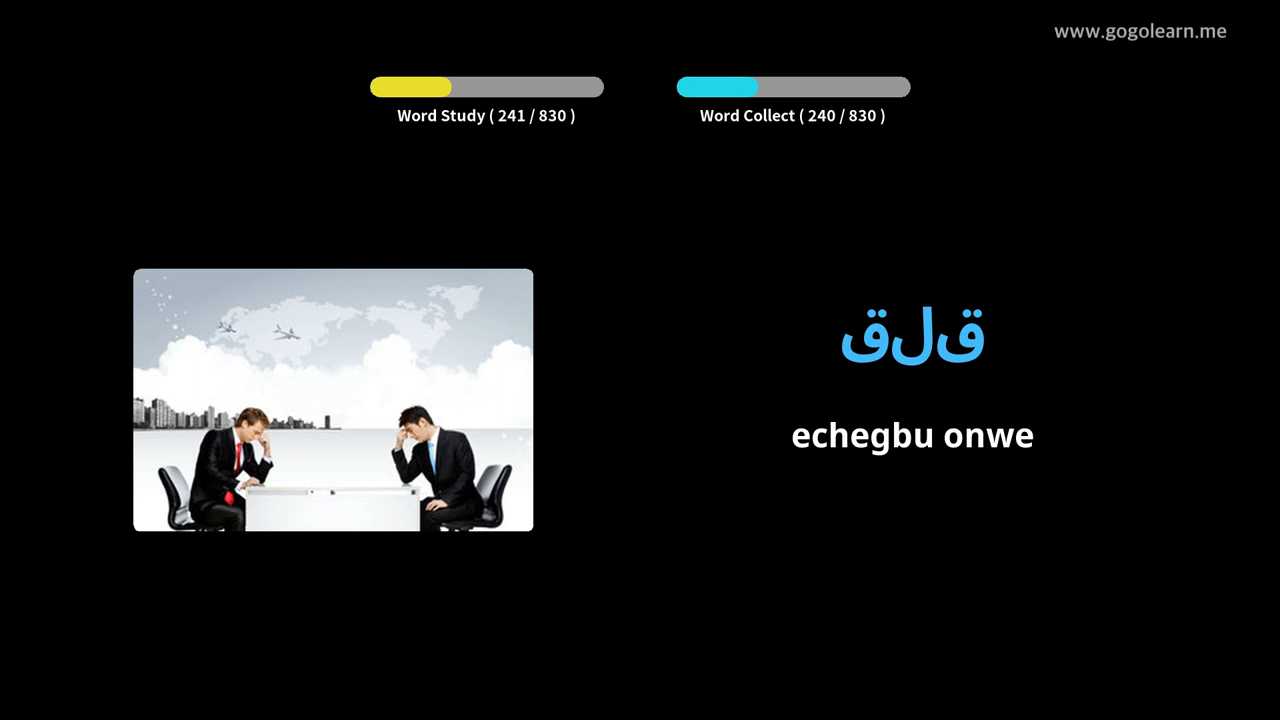 www.gogolearn.me
Word Study ( 241 / 830 )
Word Collect ( 240 / 830 )
قلق
echegbu onwe